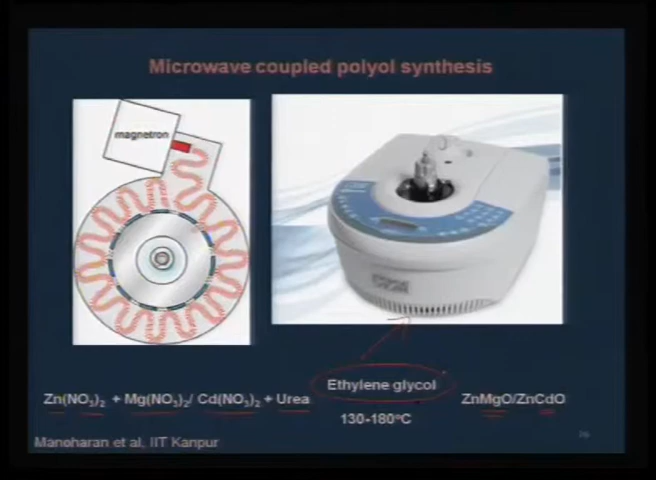 Microwave coupled polyol synthesis
magnetron
Ethylene glycol
Zn(NO3)2 + Mg(NO3)2/ Cd(NO3)2 + Urea
ZnMgO/ZnCdO
130-180°C
Manoharan et al, IIT Kanpur